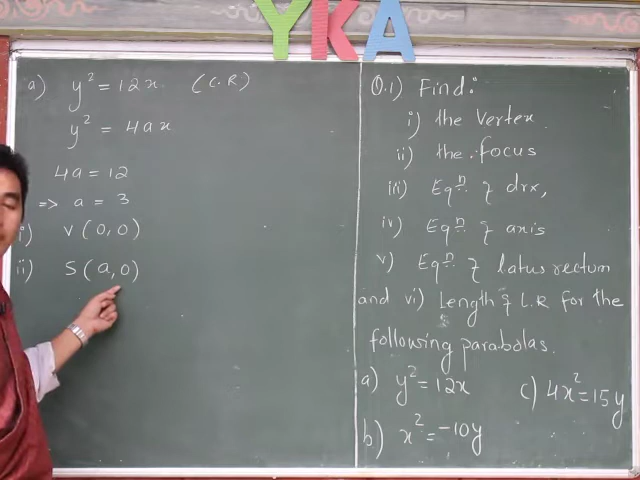 YKA
a) y² = 12x (C.R)
y² = 4ax
4a = 12
=> a = 3
i) V(0,0)
ii) S(a,0)
Q.1) Find:
i) the Vertex
ii) the focus
iii) Eqn. of drx,
iv) Eqn. of axis
v) Eqn. of latus rectum
and vi) Length of L.R for the
following parabolas.
a) y² = 12x c) 4x² = 15y
b) x² = -10y